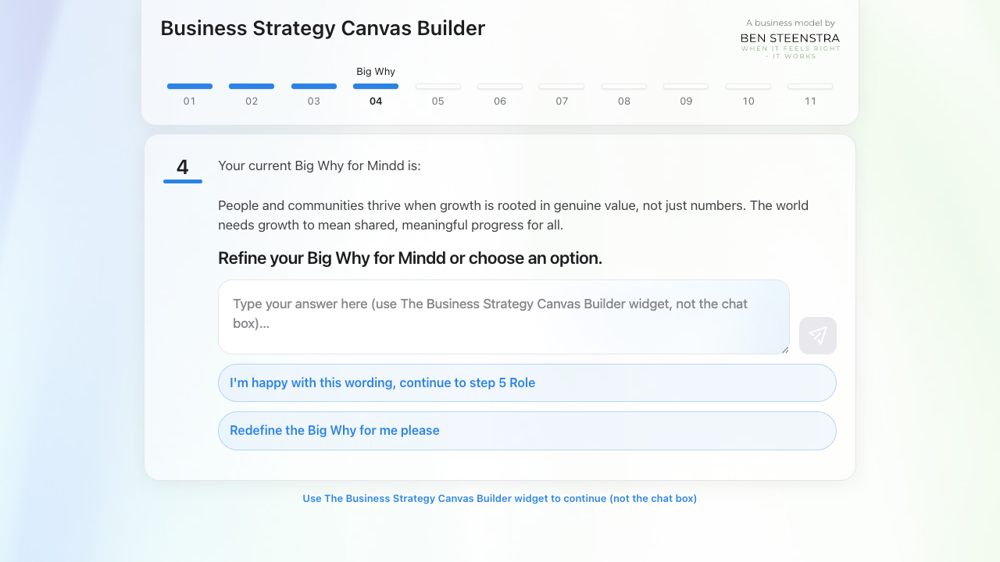 Business Strategy Canvas Builder
A business model by
BEN STEENSTRA
WHEN IT FEELS RIGHT
- IT WORKS
Big Why
01 02 03 04 05 06 07 08 09 10 11
4
Your current Big Why for Mindd is:
People and communities thrive when growth is rooted in genuine value, not just numbers. The world
needs growth to mean shared, meaningful progress for all.
Refine your Big Why for Mindd or choose an option.
Type your answer here (use The Business Strategy Canvas Builder widget, not the chat
box)...
I'm happy with this wording, continue to step 5 Role
Redefine the Big Why for me please
Use The Business Strategy Canvas Builder widget to continue (not the chat box)